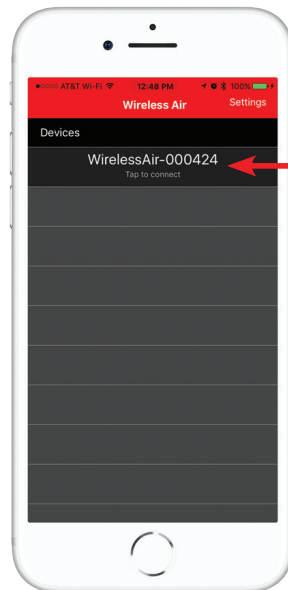 AT&T Wi-Fi 12:48 PM 100%
Wireless Air Settings
Devices
WirelessAir-000424
Tap to connect